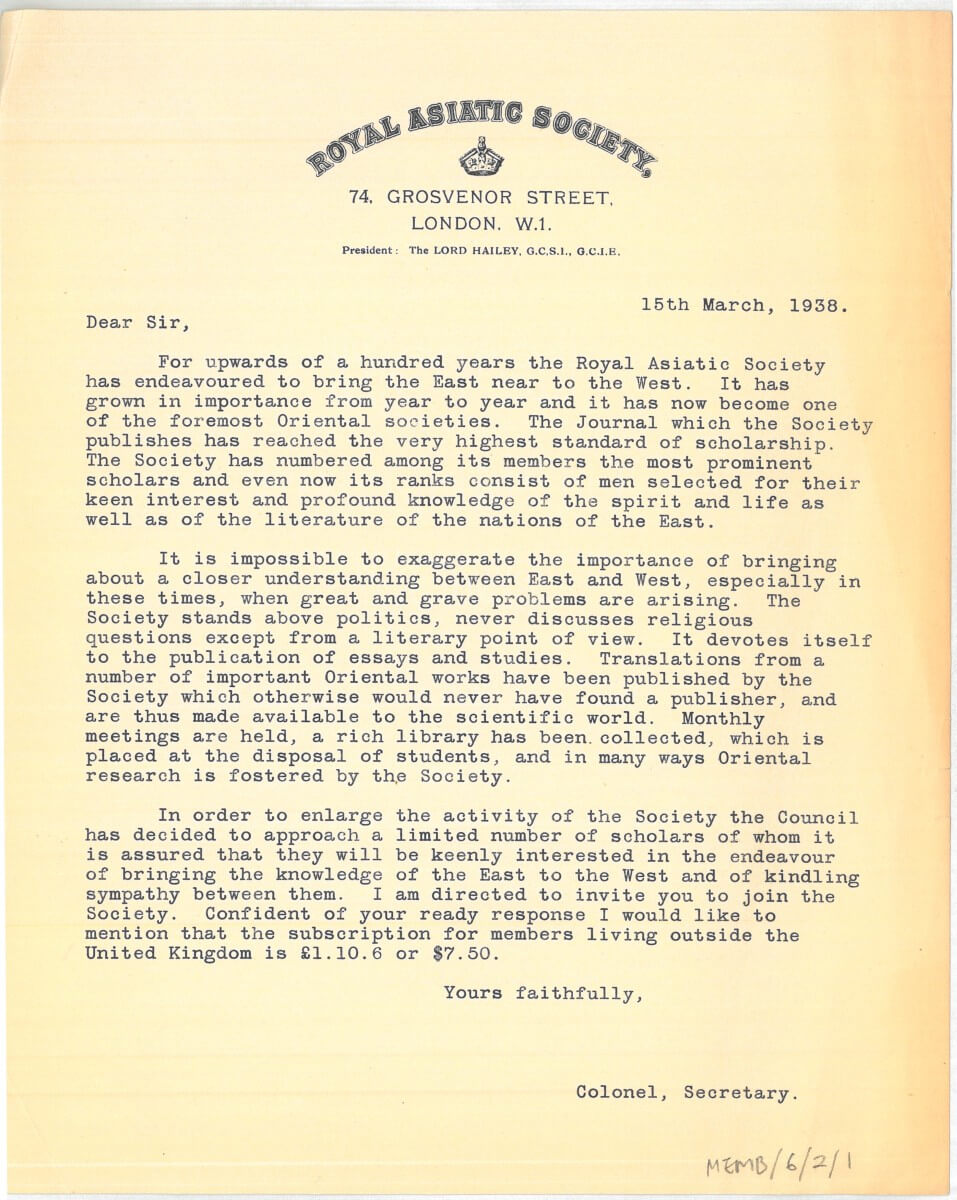 ROYAL ASIATIC SOCIETY,
74, GROSVENOR STREET,
LONDON. W.1.
President: The LORD HAILEY, G.C.S.I., G.C.I.E.
15th March, 1938.
Dear Sir,
For upwards of a hundred years the Royal Asiatic Society
has endeavoured to bring the East near to the West. It has
grown in importance from year to year and it has now become one
of the foremost Oriental societies. The Journal which the Society
publishes has reached the very highest standard of scholarship.
The Society has numbered among its members the most prominent
scholars and even now its ranks consist of men selected for their
keen interest and profound knowledge of the spirit and life as
well as of the literature of the nations of the East.
It is impossible to exaggerate the importance of bringing
about a closer understanding between East and West, especially in
these times, when great and grave problems are arising. The
Society stands above politics, never discusses religious
questions except from a literary point of view. It devotes itself
to the publication of essays and studies. Translations from a
number of important Oriental works have been published by the
Society which otherwise would never have found a publisher, and
are thus made available to the scientific world. Monthly
meetings are held, a rich library has been collected, which is
placed at the disposal of students, and in many ways Oriental
research is fostered by the Society.
In order to enlarge the activity of the Society the Council
has decided to approach a limited number of scholars of whom it
is assured that they will be keenly interested in the endeavour
of bringing the knowledge of the East to the West and of kindling
sympathy between them. I am directed to invite you to join the
Society. Confident of your ready response I would like to
mention that the subscription for members living outside the
United Kingdom is £1.10.6 or $7.50.
Yours faithfully,
Colonel, Secretary.
MEMB/6/2/1